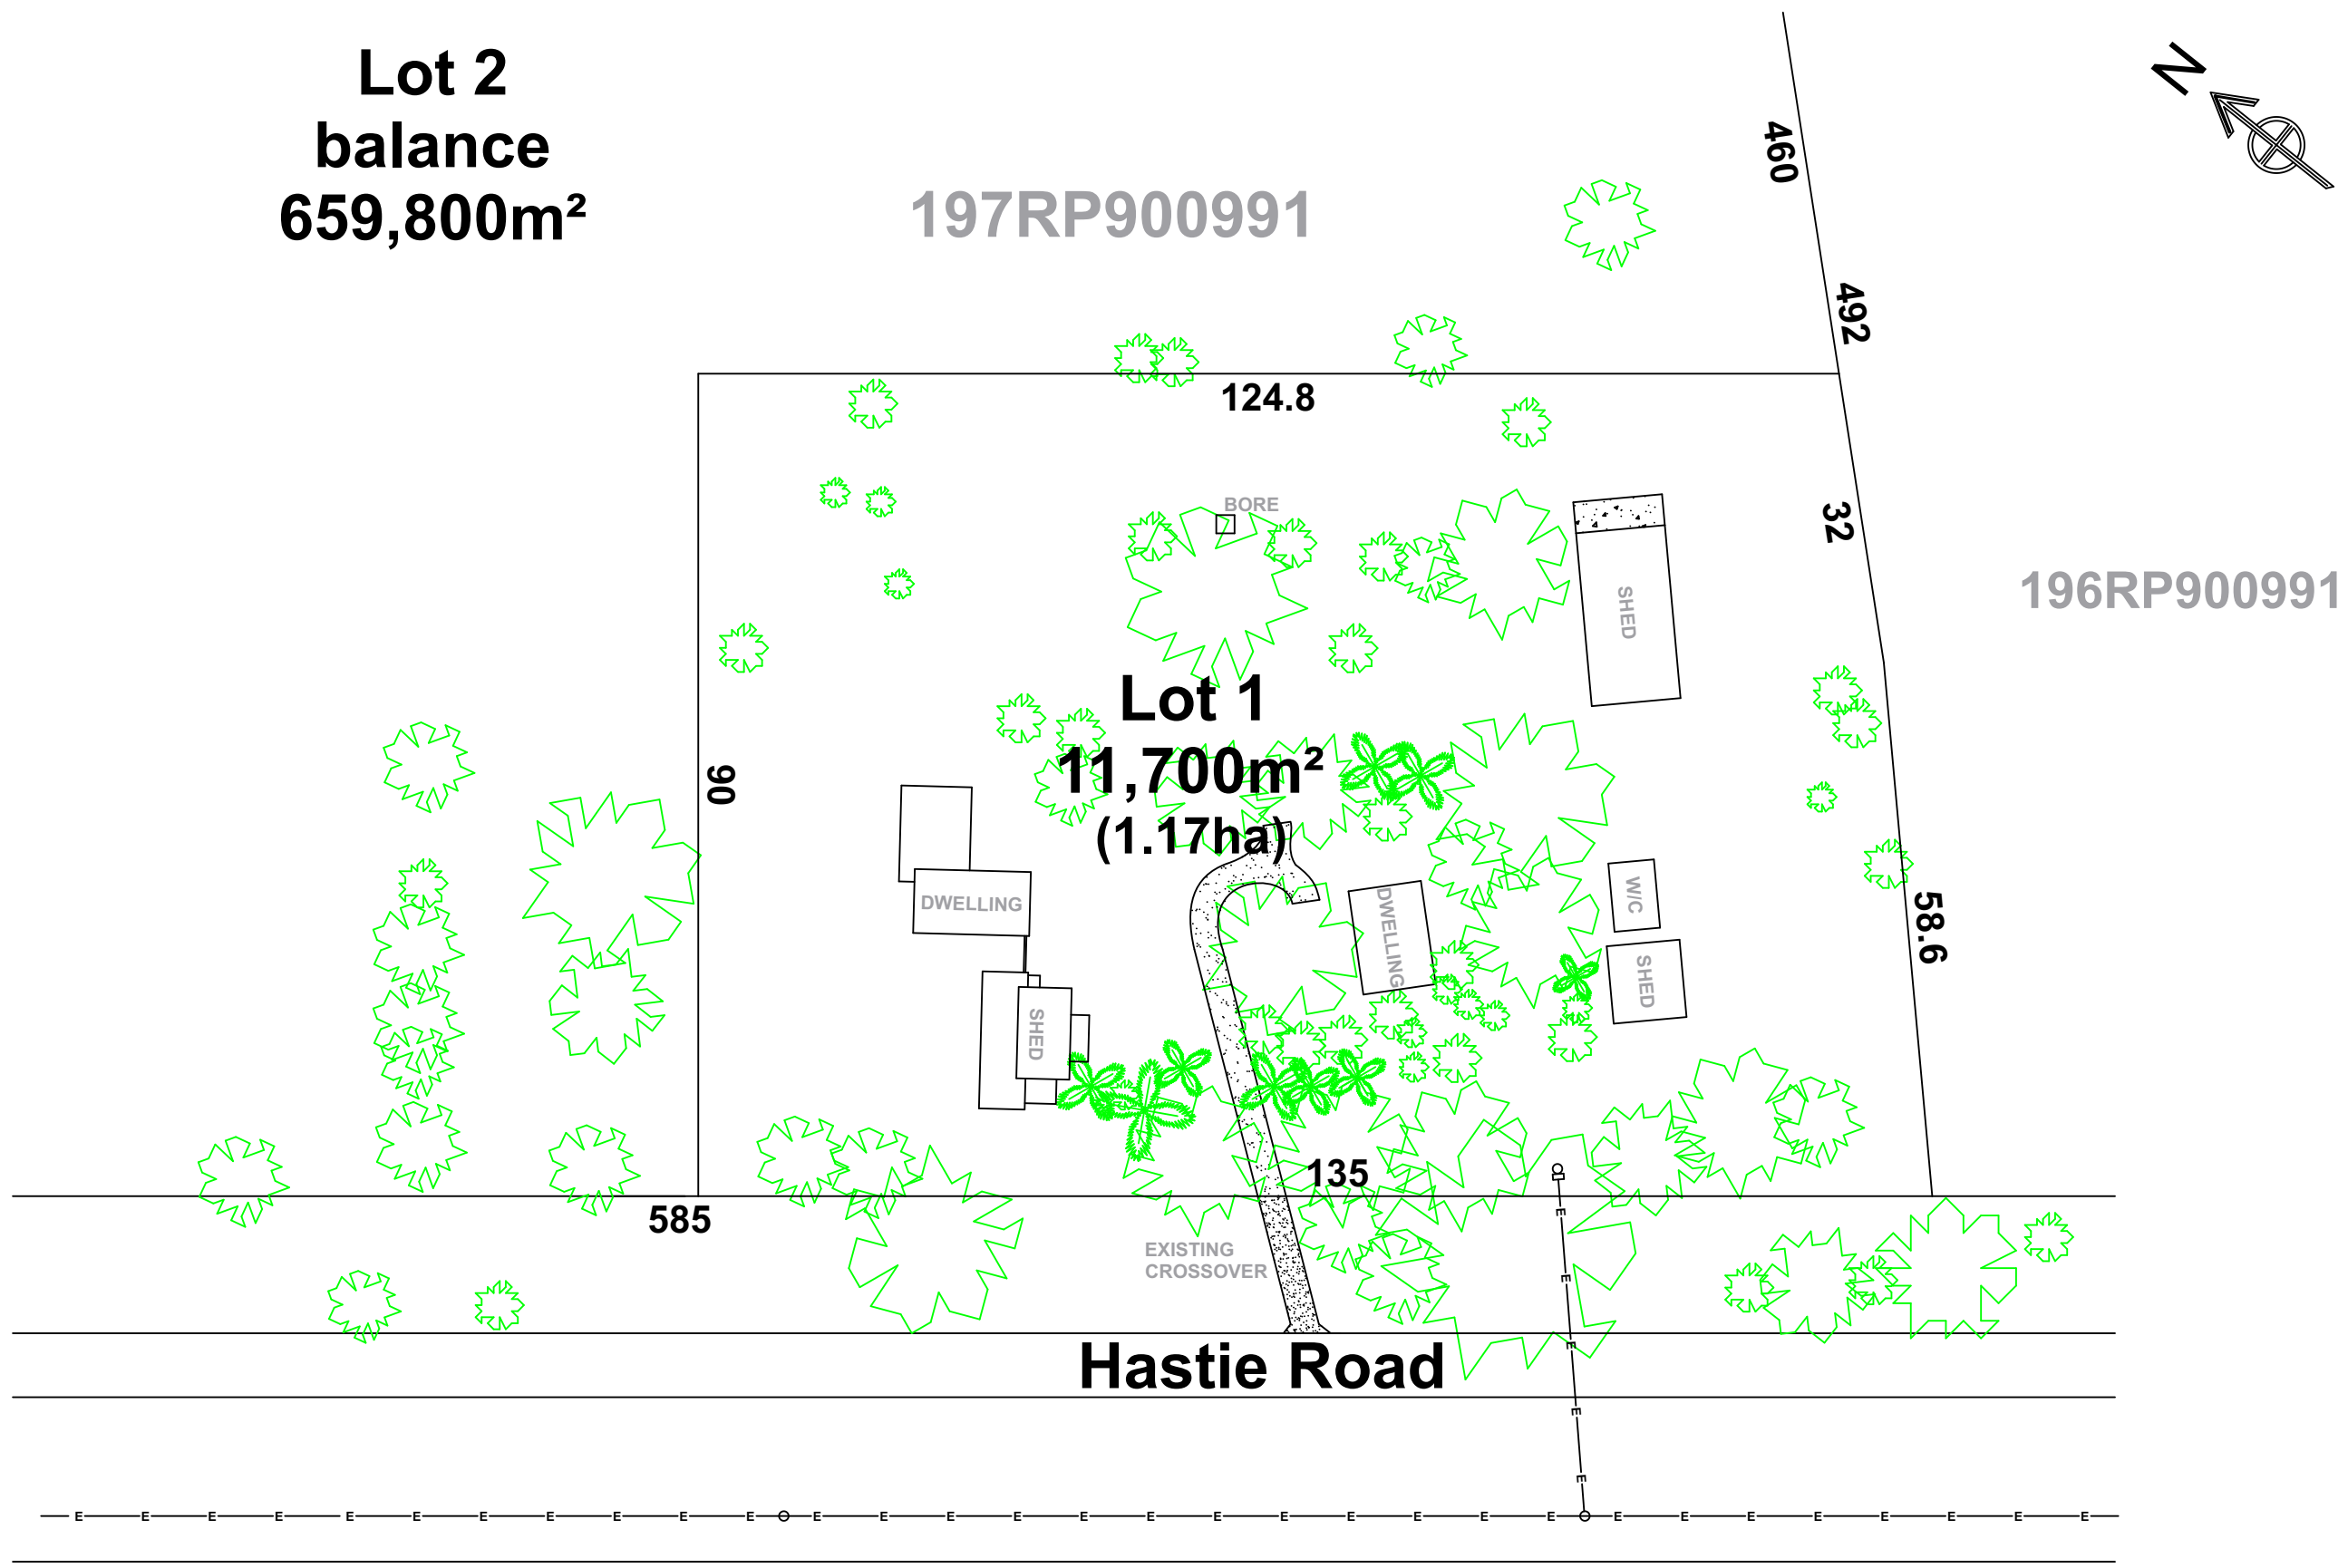 Lot 2
balance
659,800m²
N
460
197RP900991
492
124.8
BORE
32
SHED
196RP900991
Lot 1
11,700m²
(1.17ha)
90
DWELLING
DWELLING
W/C
58.6
SHED
SHED
135
585
EXISTING
CROSSOVER
E
E
Hastie Road
E
E
E
E E E E E E E E E E E E E E E E E E E E E E E E E E E E E E E